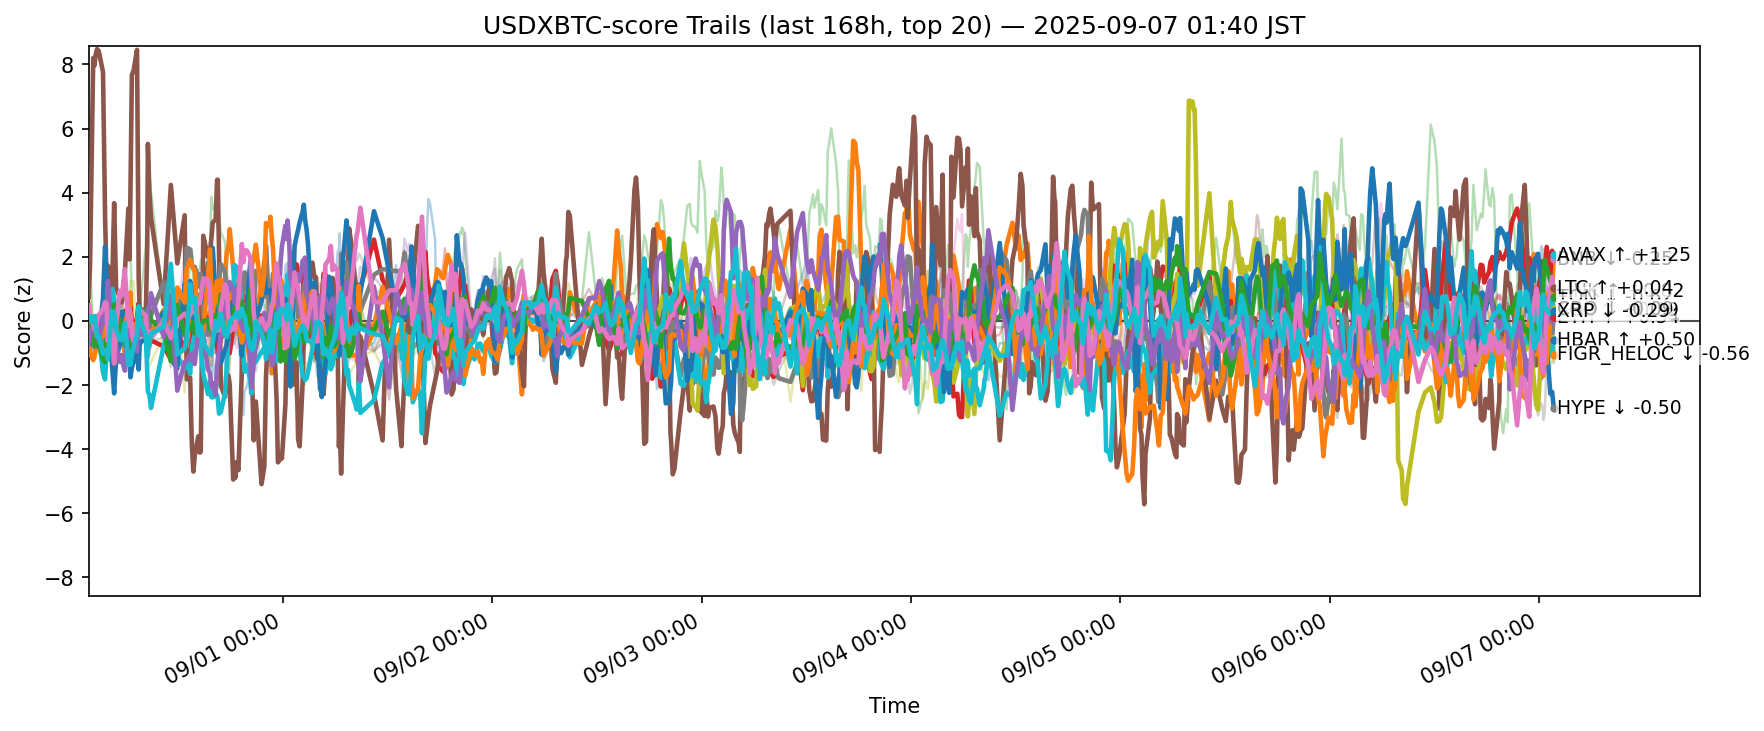 USDXBTC-score Trails (last 168h, top 20) — 2025-09-07 01:40 JST
Score (z)
8
6
4
2
0
−2
−4
−6
−8
AVAX ↑ +1.25
LTC ↑ +0.04
XRP ↓ -0.29
HBAR ↑ +0.50
FIGR_HELOC ↓ -0.56
HYPE ↓ -0.50
09/01 00:00
09/02 00:00
09/03 00:00
09/04 00:00
09/05 00:00
09/06 00:00
09/07 00:00
Time